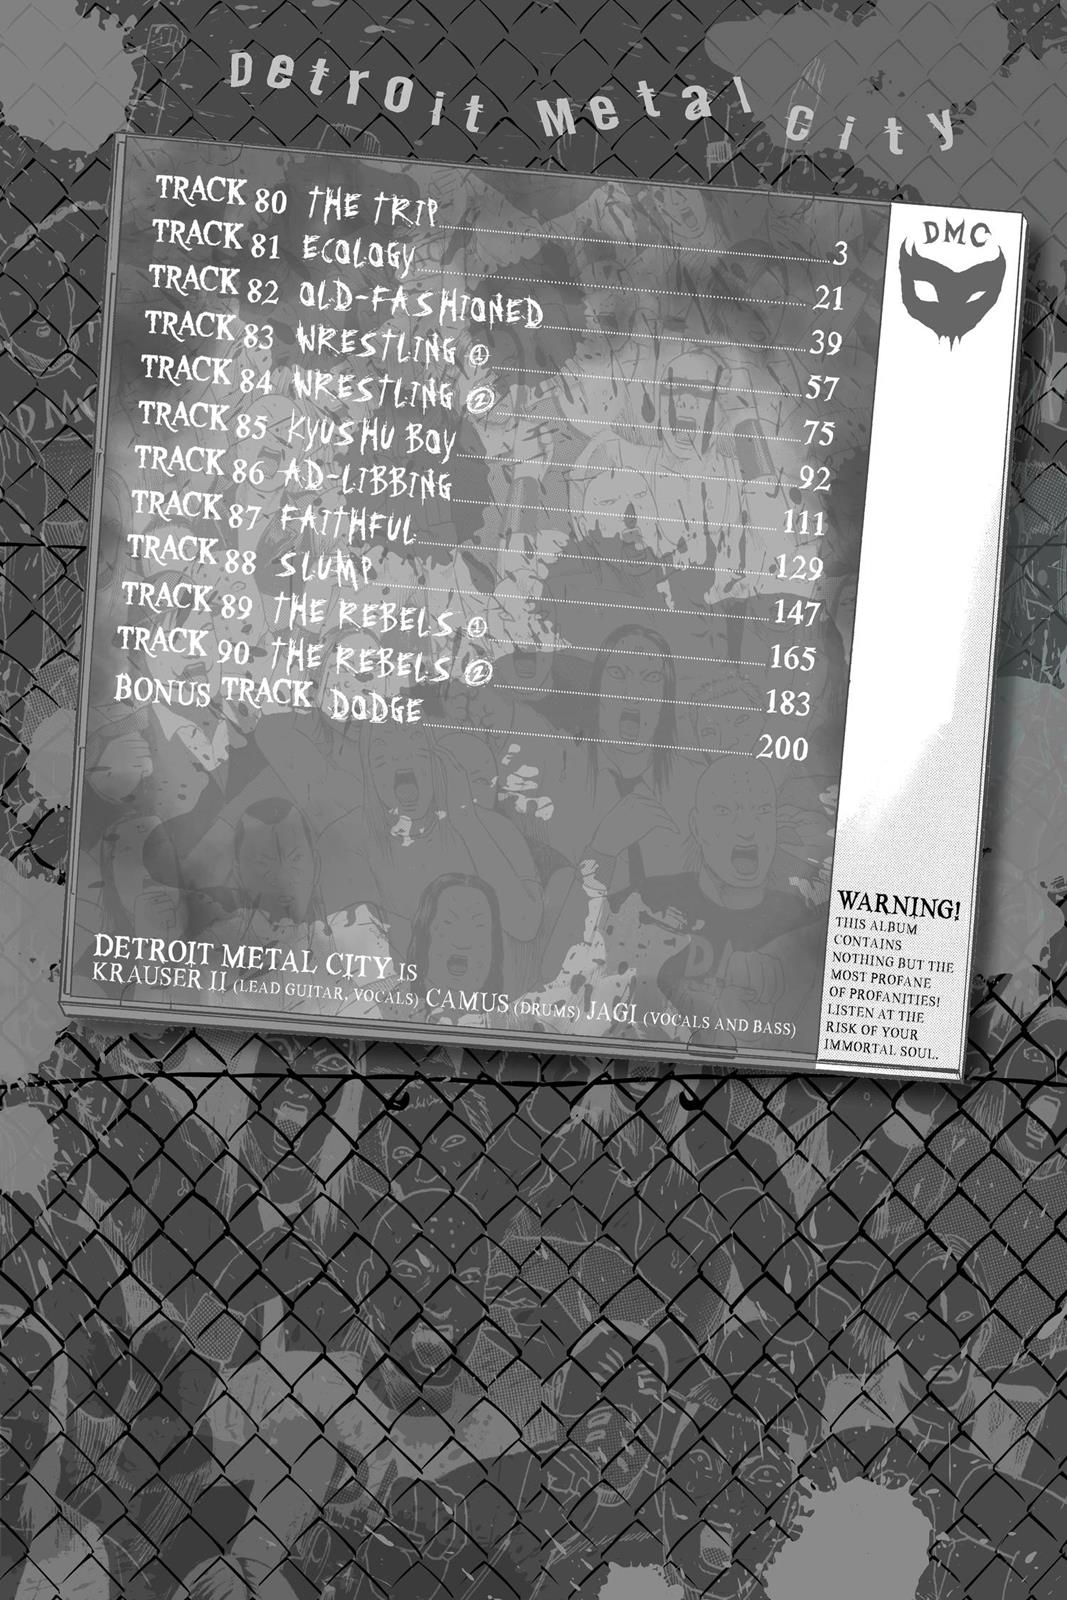 Detroit Metal City
TRACK 80 THE TRIP 3
TRACK 81 ECOLOGY 21
TRACK 82 OLD-FASHIONED 39
TRACK 83 WRESTLING ① 57
TRACK 84 WRESTLING ② 75
TRACK 85 KYUSHU BOY 92
TRACK 86 AD-LIBBING 111
TRACK 87 FAITHFUL 129
TRACK 88 SLUMP 147
TRACK 89 THE REBELS ① 165
TRACK 90 THE REBELS ② 183
BONUS TRACK DODGE 200
DETROIT METAL CITY IS
KRAUSER II (LEAD GUITAR, VOCALS) CAMUS (DRUMS) JAGI (VOCALS AND BASS)
DMC
WARNING!
THIS ALBUM
CONTAINS
NOTHING BUT THE
MOST PROFANE
OF PROFANITIES!
LISTEN AT THE
RISK OF YOUR
IMMORTAL SOUL.
DMC